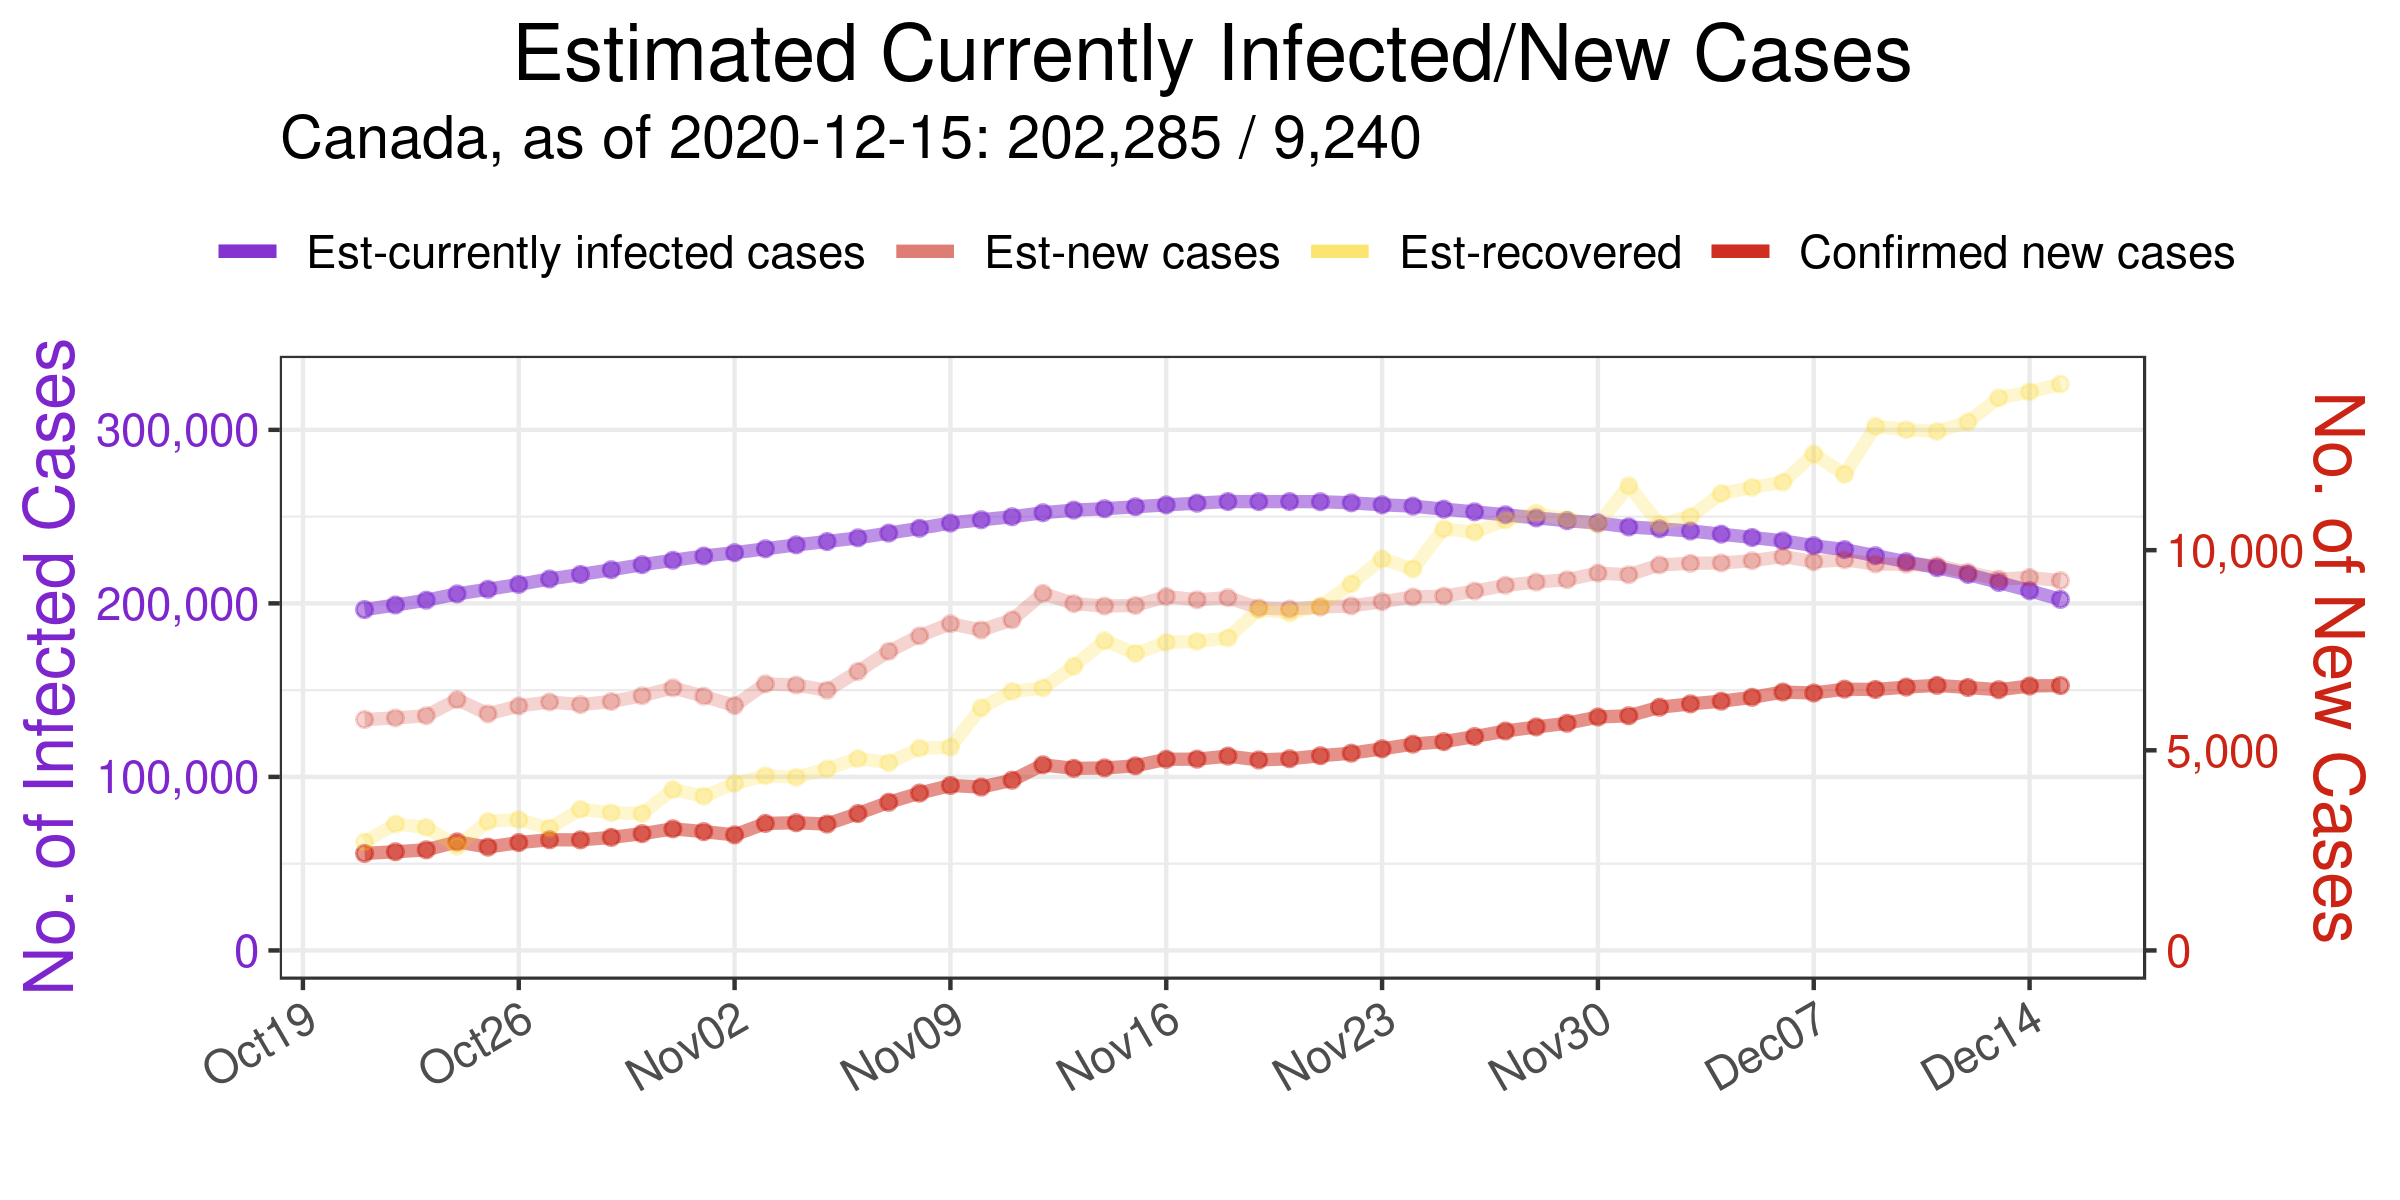 Estimated Currently Infected/New Cases
Canada, as of 2020-12-15: 202,285 / 9,240
Est-currently infected cases
Est-new cases
Est-recovered
Confirmed new cases
No. of Infected Cases
300,000
200,000
100,000
0
10,000
5,000
0
No. of New Cases
Oct19
Oct26
Nov02
Nov09
Nov16
Nov23
Nov30
Dec07
Dec14